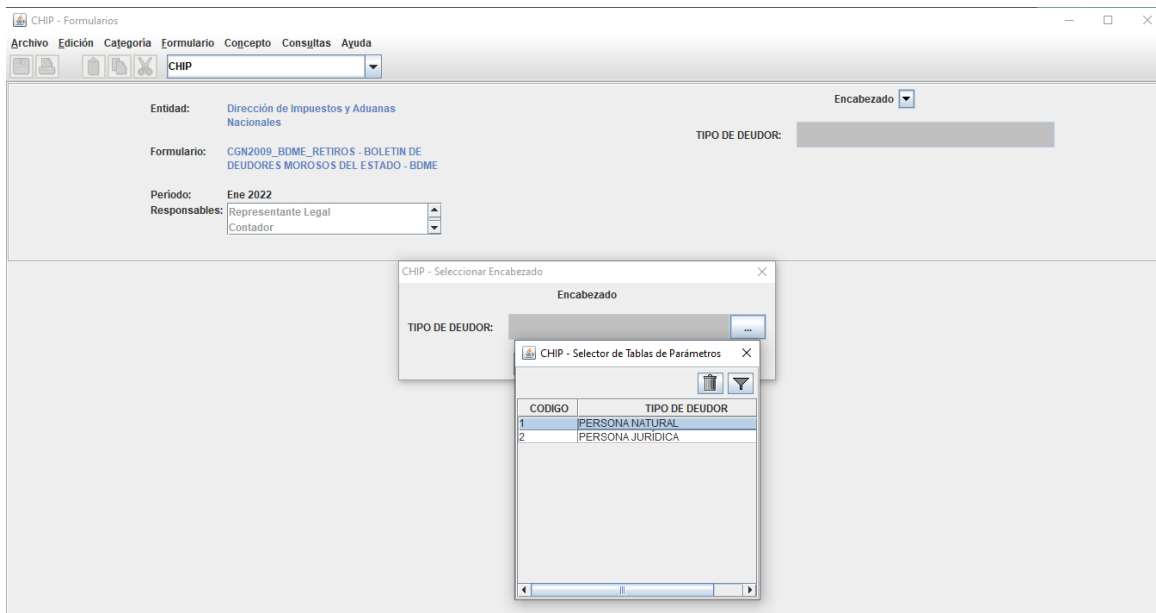 CHIP - Formularios
Archivo Edición Categoría Formulario Concepto Consultas Ayuda
CHIP
Encabezado
Entidad: Dirección de Impuestos y Aduanas
Nacionales
TIPO DE DEUDOR:
Formulario: CGN2009_BDME_RETIROS - BOLETIN DE
DEUDORES MOROSOS DEL ESTADO - BDME
Periodo: Ene 2022
Responsables: Representante Legal
Contador
CHIP - Seleccionar Encabezado
Encabezado
TIPO DE DEUDOR: ...
CHIP - Selector de Tablas de Parámetros
CODIGO TIPO DE DEUDOR
1 PERSONA NATURAL
2 PERSONA JURÍDICA